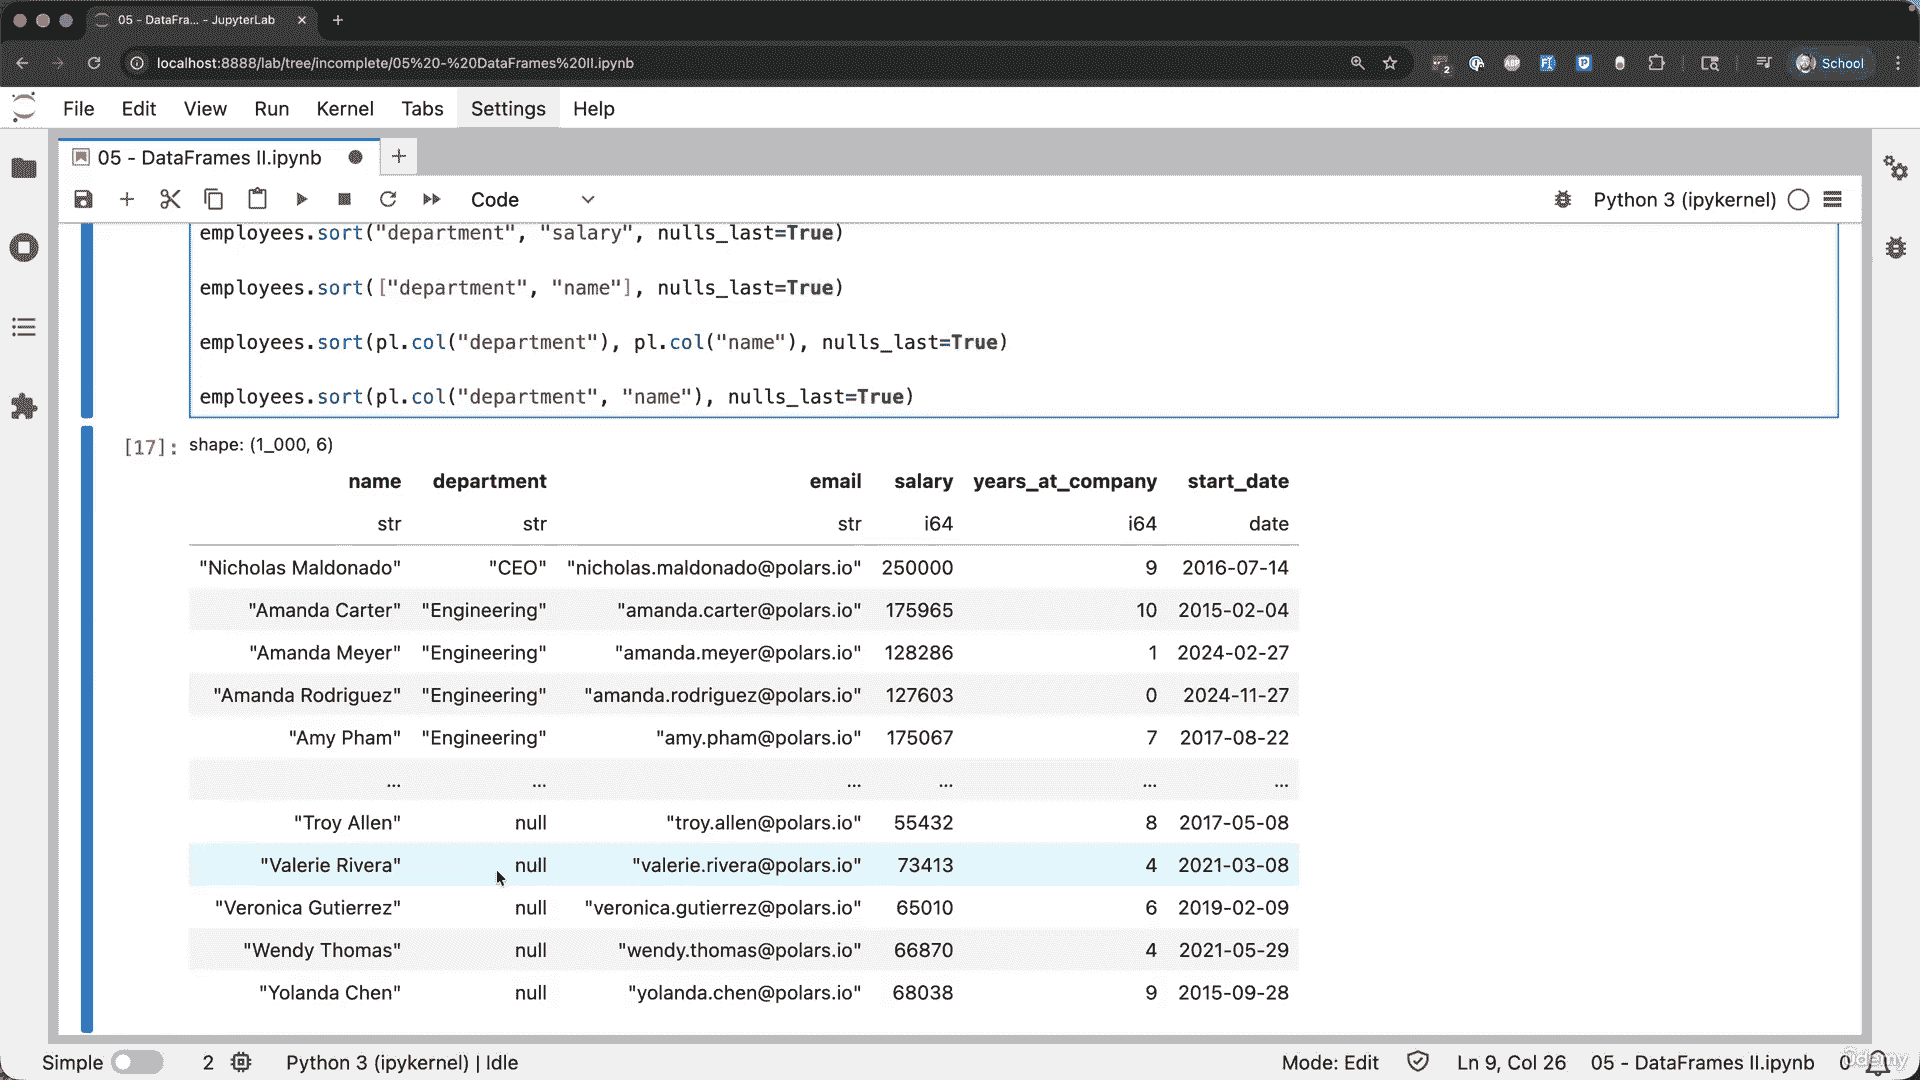 05 - DataFra... - JupyterLab
localhost:8888/lab/tree/incomplete/05%20-%20DataFrames%20II.ipynb
2
ABP
School
File Edit View Run Kernel Tabs Settings Help
05 - DataFrames II.ipynb
Code
Python 3 (ipykernel)
employees.sort("department", "salary", nulls_last=True)
employees.sort(["department", "name"], nulls_last=True)
employees.sort(pl.col("department"), pl.col("name"), nulls_last=True)
employees.sort(pl.col("department", "name"), nulls_last=True)
[17]: shape: (1_000, 6)
name department email salary years_at_company start_date
str str str i64 i64 date
"Nicholas Maldonado" "CEO" "nicholas.maldonado@polars.io" 250000 9 2016-07-14
"Amanda Carter" "Engineering" "amanda.carter@polars.io" 175965 10 2015-02-04
"Amanda Meyer" "Engineering" "amanda.meyer@polars.io" 128286 1 2024-02-27
"Amanda Rodriguez" "Engineering" "amanda.rodriguez@polars.io" 127603 0 2024-11-27
"Amy Pham" "Engineering" "amy.pham@polars.io" 175067 7 2017-08-22
… … … … … …
"Troy Allen" null "troy.allen@polars.io" 55432 8 2017-05-08
"Valerie Rivera" null "valerie.rivera@polars.io" 73413 4 2021-03-08
"Veronica Gutierrez" null "veronica.gutierrez@polars.io" 65010 6 2019-02-09
"Wendy Thomas" null "wendy.thomas@polars.io" 66870 4 2021-05-29
"Yolanda Chen" null "yolanda.chen@polars.io" 68038 9 2015-09-28
Simple 2 Python 3 (ipykernel) | Idle Mode: Edit Ln 9, Col 26 05 - DataFrames II.ipynb 0
udemy